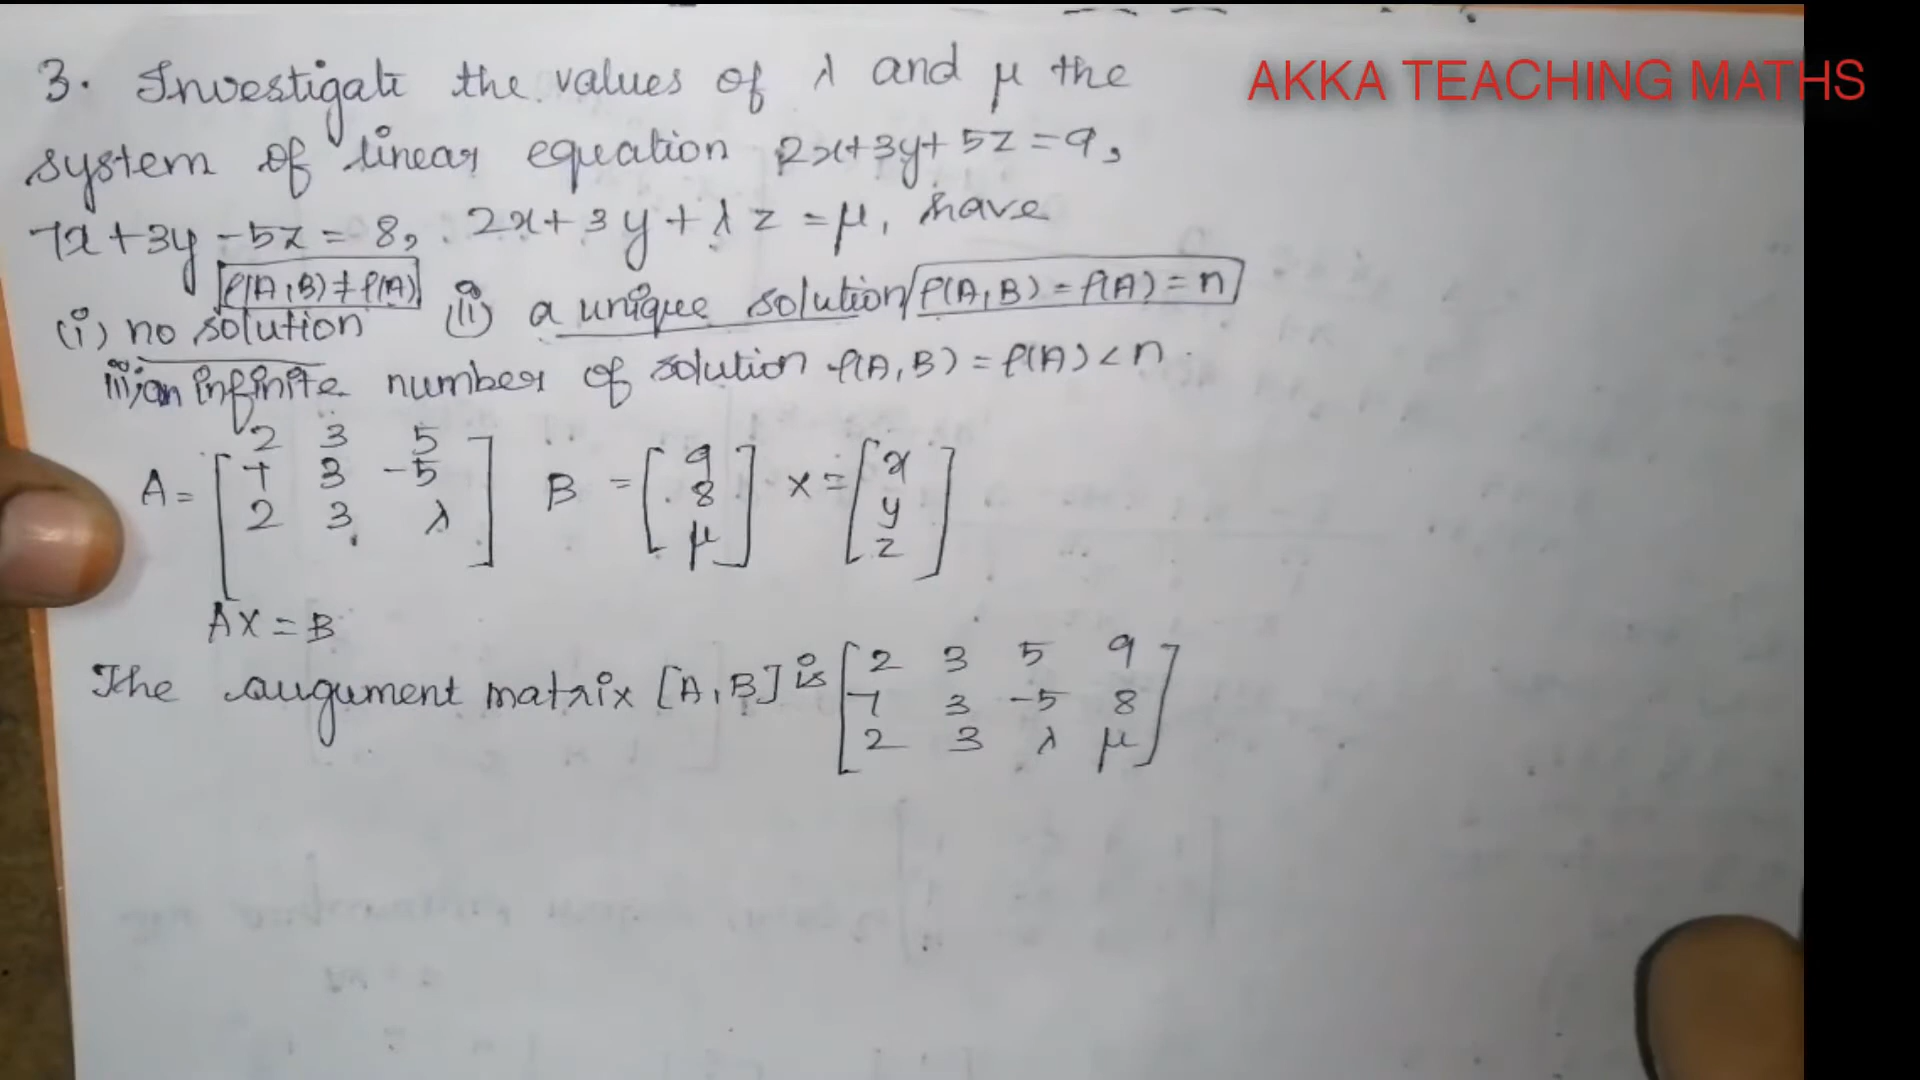 AKKA TEACHING MATHS
3. Investigate the values of λ and μ the
system of linear equation 2x+3y+5z=9,
7x+3y-5z=8, 2x+3y+λz=μ, have
ρ(A,B)≠ρ(A)
(i) no solution (ii) a unique solution ρ(A,B)=ρ(A)=n
iii) an infinite number of solution ρ(A,B)=ρ(A)<n.
2 3 5
A= [ 7 3 -5 ] B = [ 9 8 μ ] x= [ x y z ]
2 3 λ
AX=B
The augument matrix [A,B] is [ 2 3 5 9
7 3 -5 8
2 3 λ μ ]